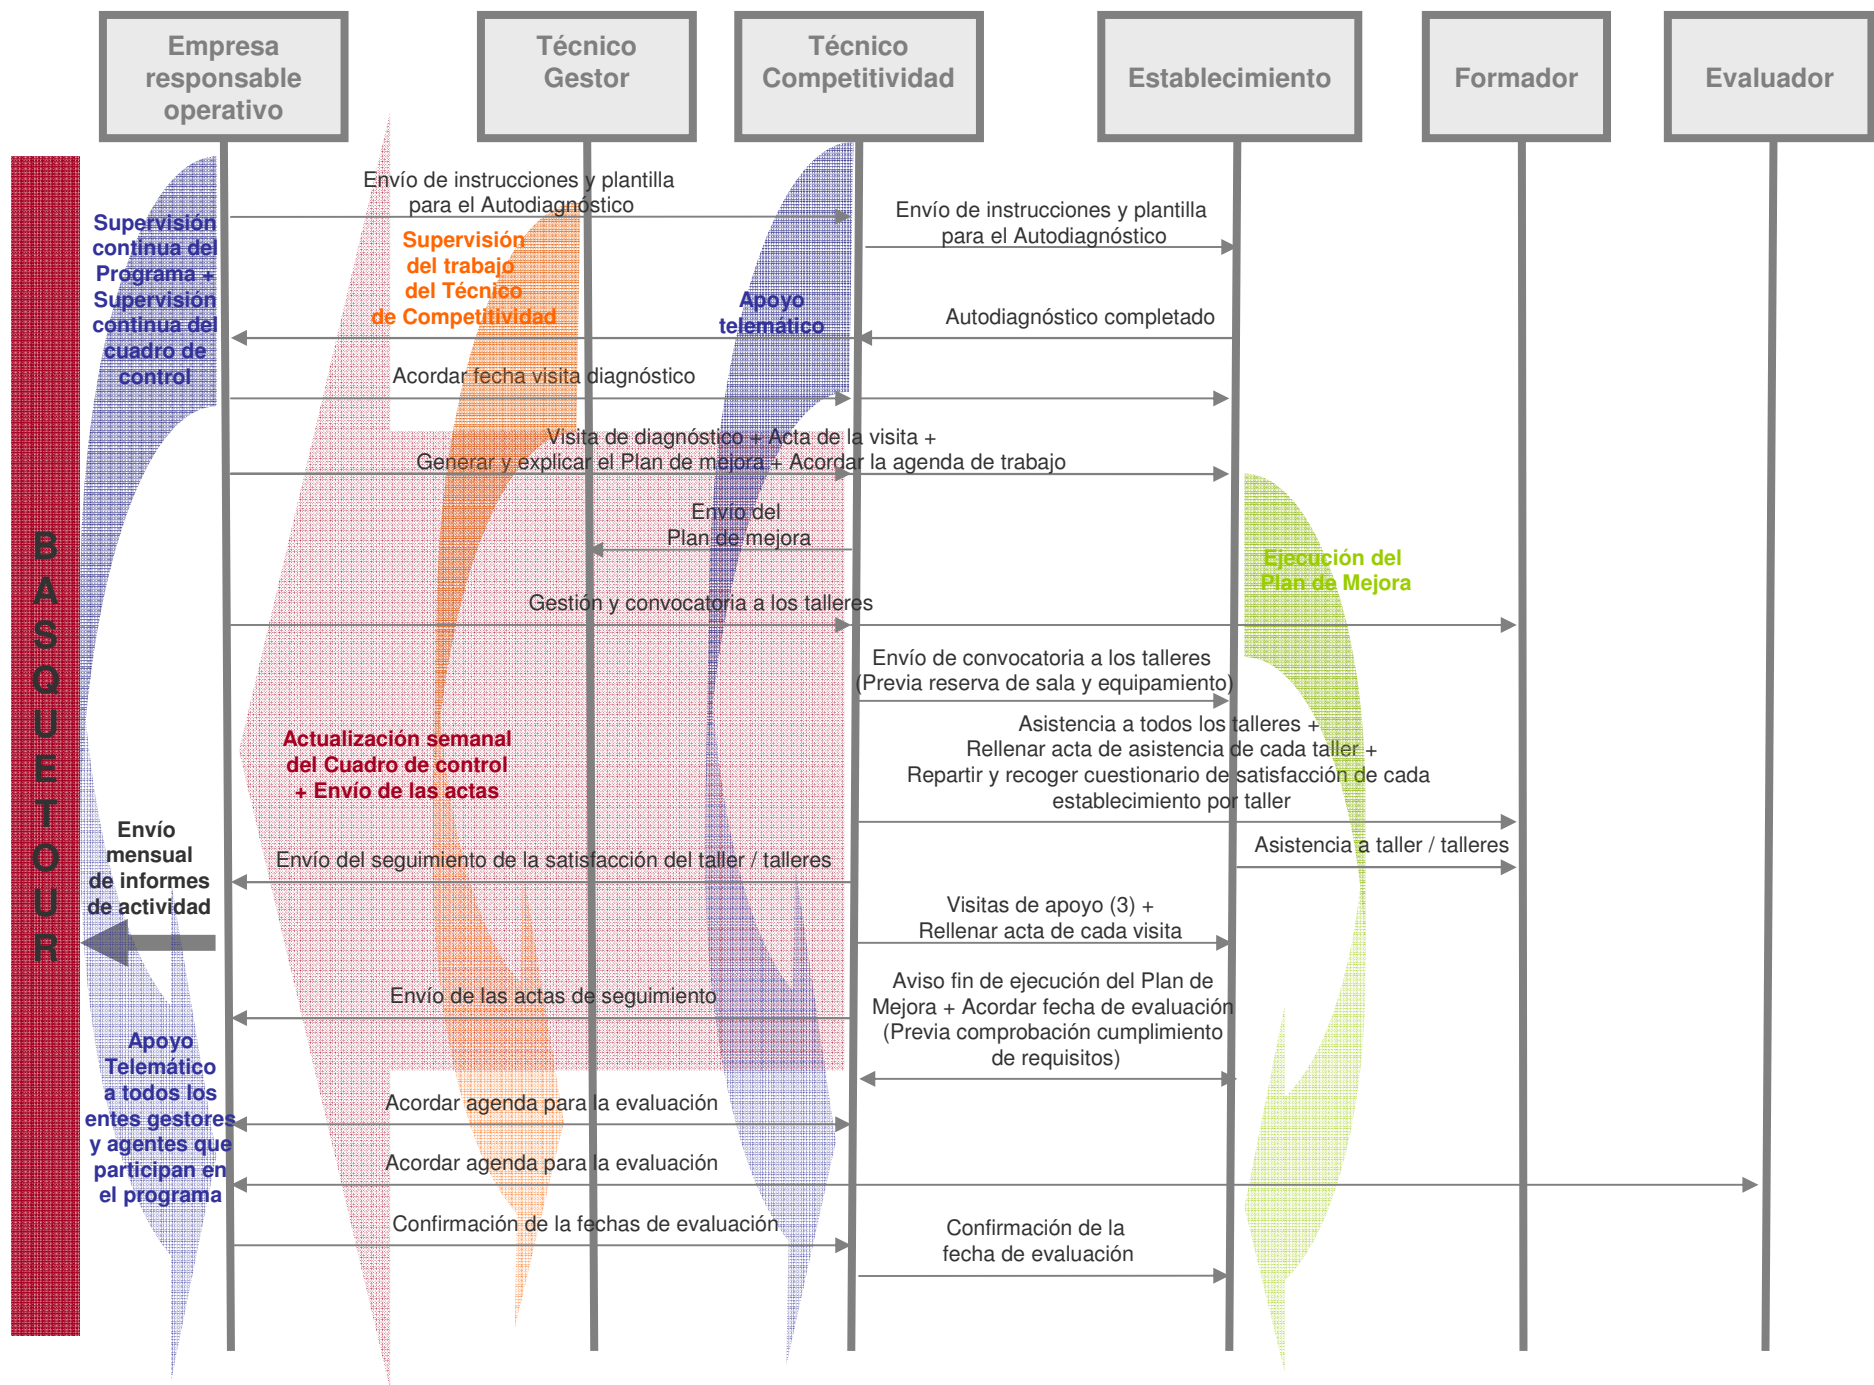 Empresa
responsable
operativo
Técnico
Gestor
Técnico
Competitividad
Establecimiento
Formador
Evaluador
BASQUETOUR
Envío de instrucciones y plantilla
para el Autodiagnóstico
Envío de instrucciones y plantilla
para el Autodiagnóstico
Supervisión
continua del
Programa +
Supervisión
continua del
cuadro de
control
Supervisión
del trabajo
del Técnico
de Competitividad
Apoyo
telemático
Autodiagnóstico completado
Acordar fecha visita diagnóstico
Visita de diagnóstico + Acta de la visita +
Generar y explicar el Plan de mejora + Acordar la agenda de trabajo
Envío del
Plan de mejora
Ejecución del
Plan de Mejora
Gestión y convocatoria a los talleres
Envío de convocatoria a los talleres
(Previa reserva de sala y equipamiento)
Actualización semanal
del Cuadro de control
+ Envío de las actas
Asistencia a todos los talleres +
Rellenar acta de asistencia de cada taller +
Repartir y recoger cuestionario de satisfacción de cada
establecimiento por taller
Envío
mensual
de informes
de actividad
Asistencia a taller / talleres
Envío del seguimiento de la satisfacción del taller / talleres
Visitas de apoyo (3) +
Rellenar acta de cada visita
Envío de las actas de seguimiento
Aviso fin de ejecución del Plan de
Mejora + Acordar fecha de evaluación
(Previa comprobación cumplimiento
de requisitos)
Apoyo
Telemático
a todos los
entes gestores
y agentes que
participan en
el programa
Acordar agenda para la evaluación
Acordar agenda para la evaluación
Confirmación de la fechas de evaluación
Confirmación de la
fecha de evaluación